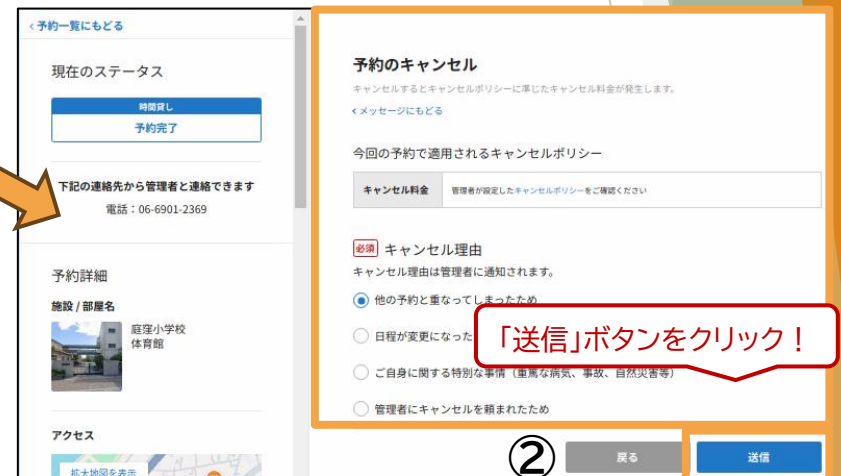 ‹予約一覧にもどる
現在のステータス
時間貸し
予約完了
下記の連絡先から管理者と連絡できます
電話：06-6901-2369
予約詳細
施設 / 部屋名
庭窪小学校
体育館
アクセス
拡大地図を表示
予約のキャンセル
キャンセルするとキャンセルポリシーに準じたキャンセル料金が発生します。
‹メッセージにもどる
今回の予約で適用されるキャンセルポリシー
キャンセル料金 管理者が設定したキャンセルポリシーをご確認ください
必須 キャンセル理由
キャンセル理由は管理者に通知されます。
他の予約と重なってしまったため
日程が変更になった
「送信」ボタンをクリック！
ご自身に関する特別な事情（重篤な病気、事故、自然災害等）
管理者にキャンセルを頼まれたため
② 戻る 送信